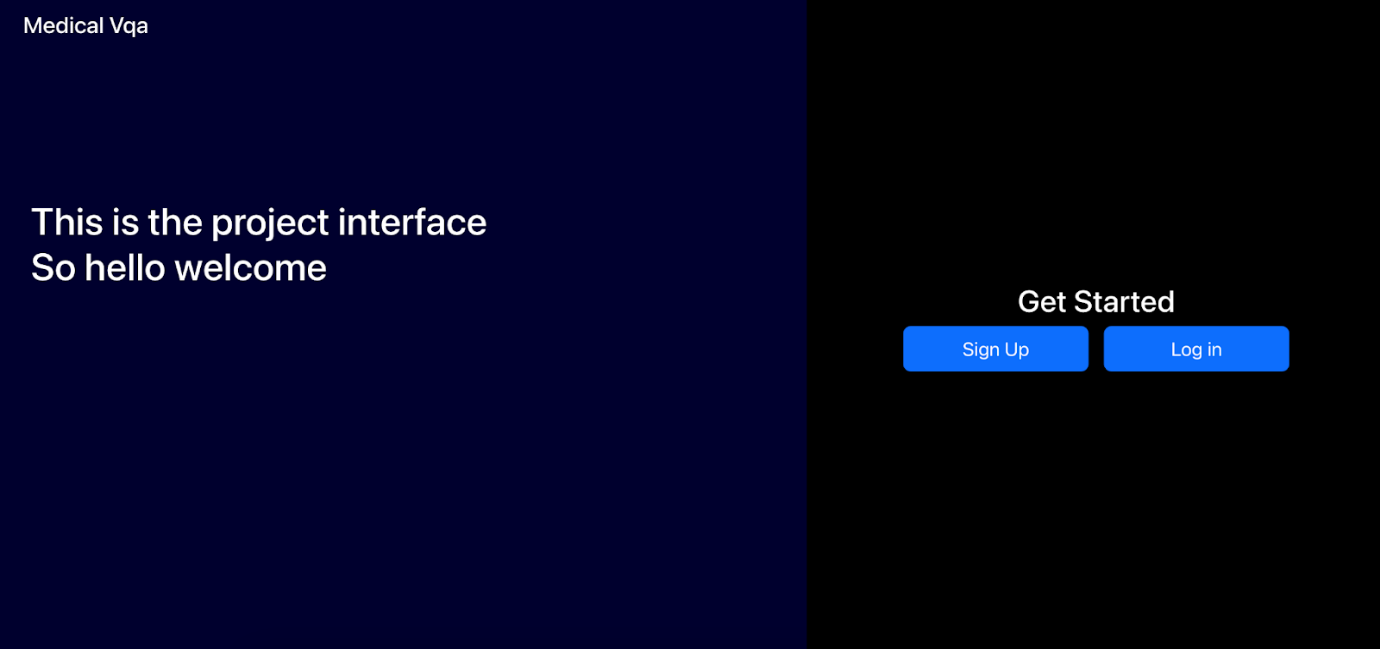 Medical Vqa
This is the project interface
So hello welcome
Get Started
Sign Up
Log in